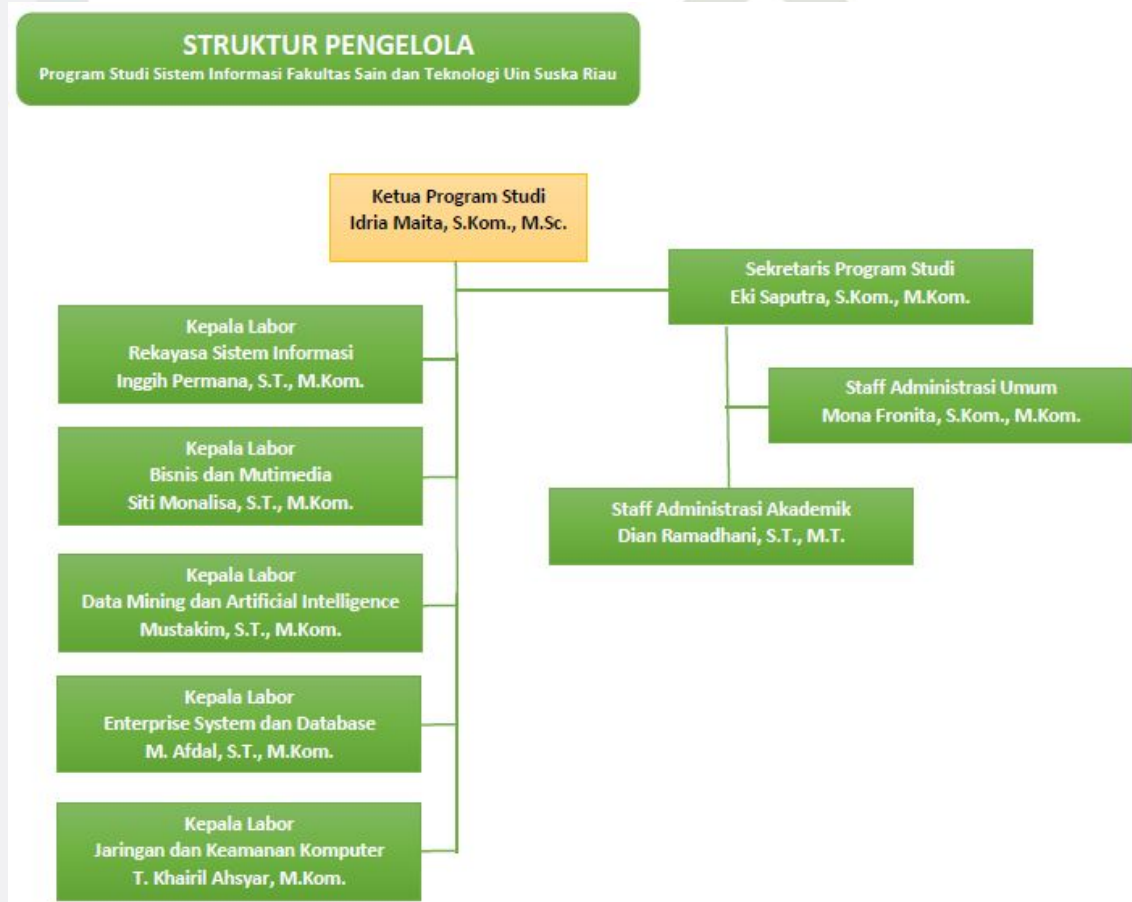 STRUKTUR PENGELOLA
Program Studi Sistem Informasi Fakultas Sain dan Teknologi Uin Suska Riau
Ketua Program Studi
Idria Maita, S.Kom., M.Sc.
Sekretaris Program Studi
Eki Saputra, S.Kom., M.Kom.
Kepala Labor
Rekayasa Sistem Informasi
Inggih Permana, S.T., M.Kom.
Staff Administrasi Umum
Mona Fronita, S.Kom., M.Kom.
Kepala Labor
Bisnis dan Mutimedia
Siti Monalisa, S.T., M.Kom.
Staff Administrasi Akademik
Dian Ramadhani, S.T., M.T.
Kepala Labor
Data Mining dan Artificial Intelligence
Mustakim, S.T., M.Kom.
Kepala Labor
Enterprise System dan Database
M. Afdal, S.T., M.Kom.
Kepala Labor
Jaringan dan Keamanan Komputer
T. Khairil Ahsyar, M.Kom.